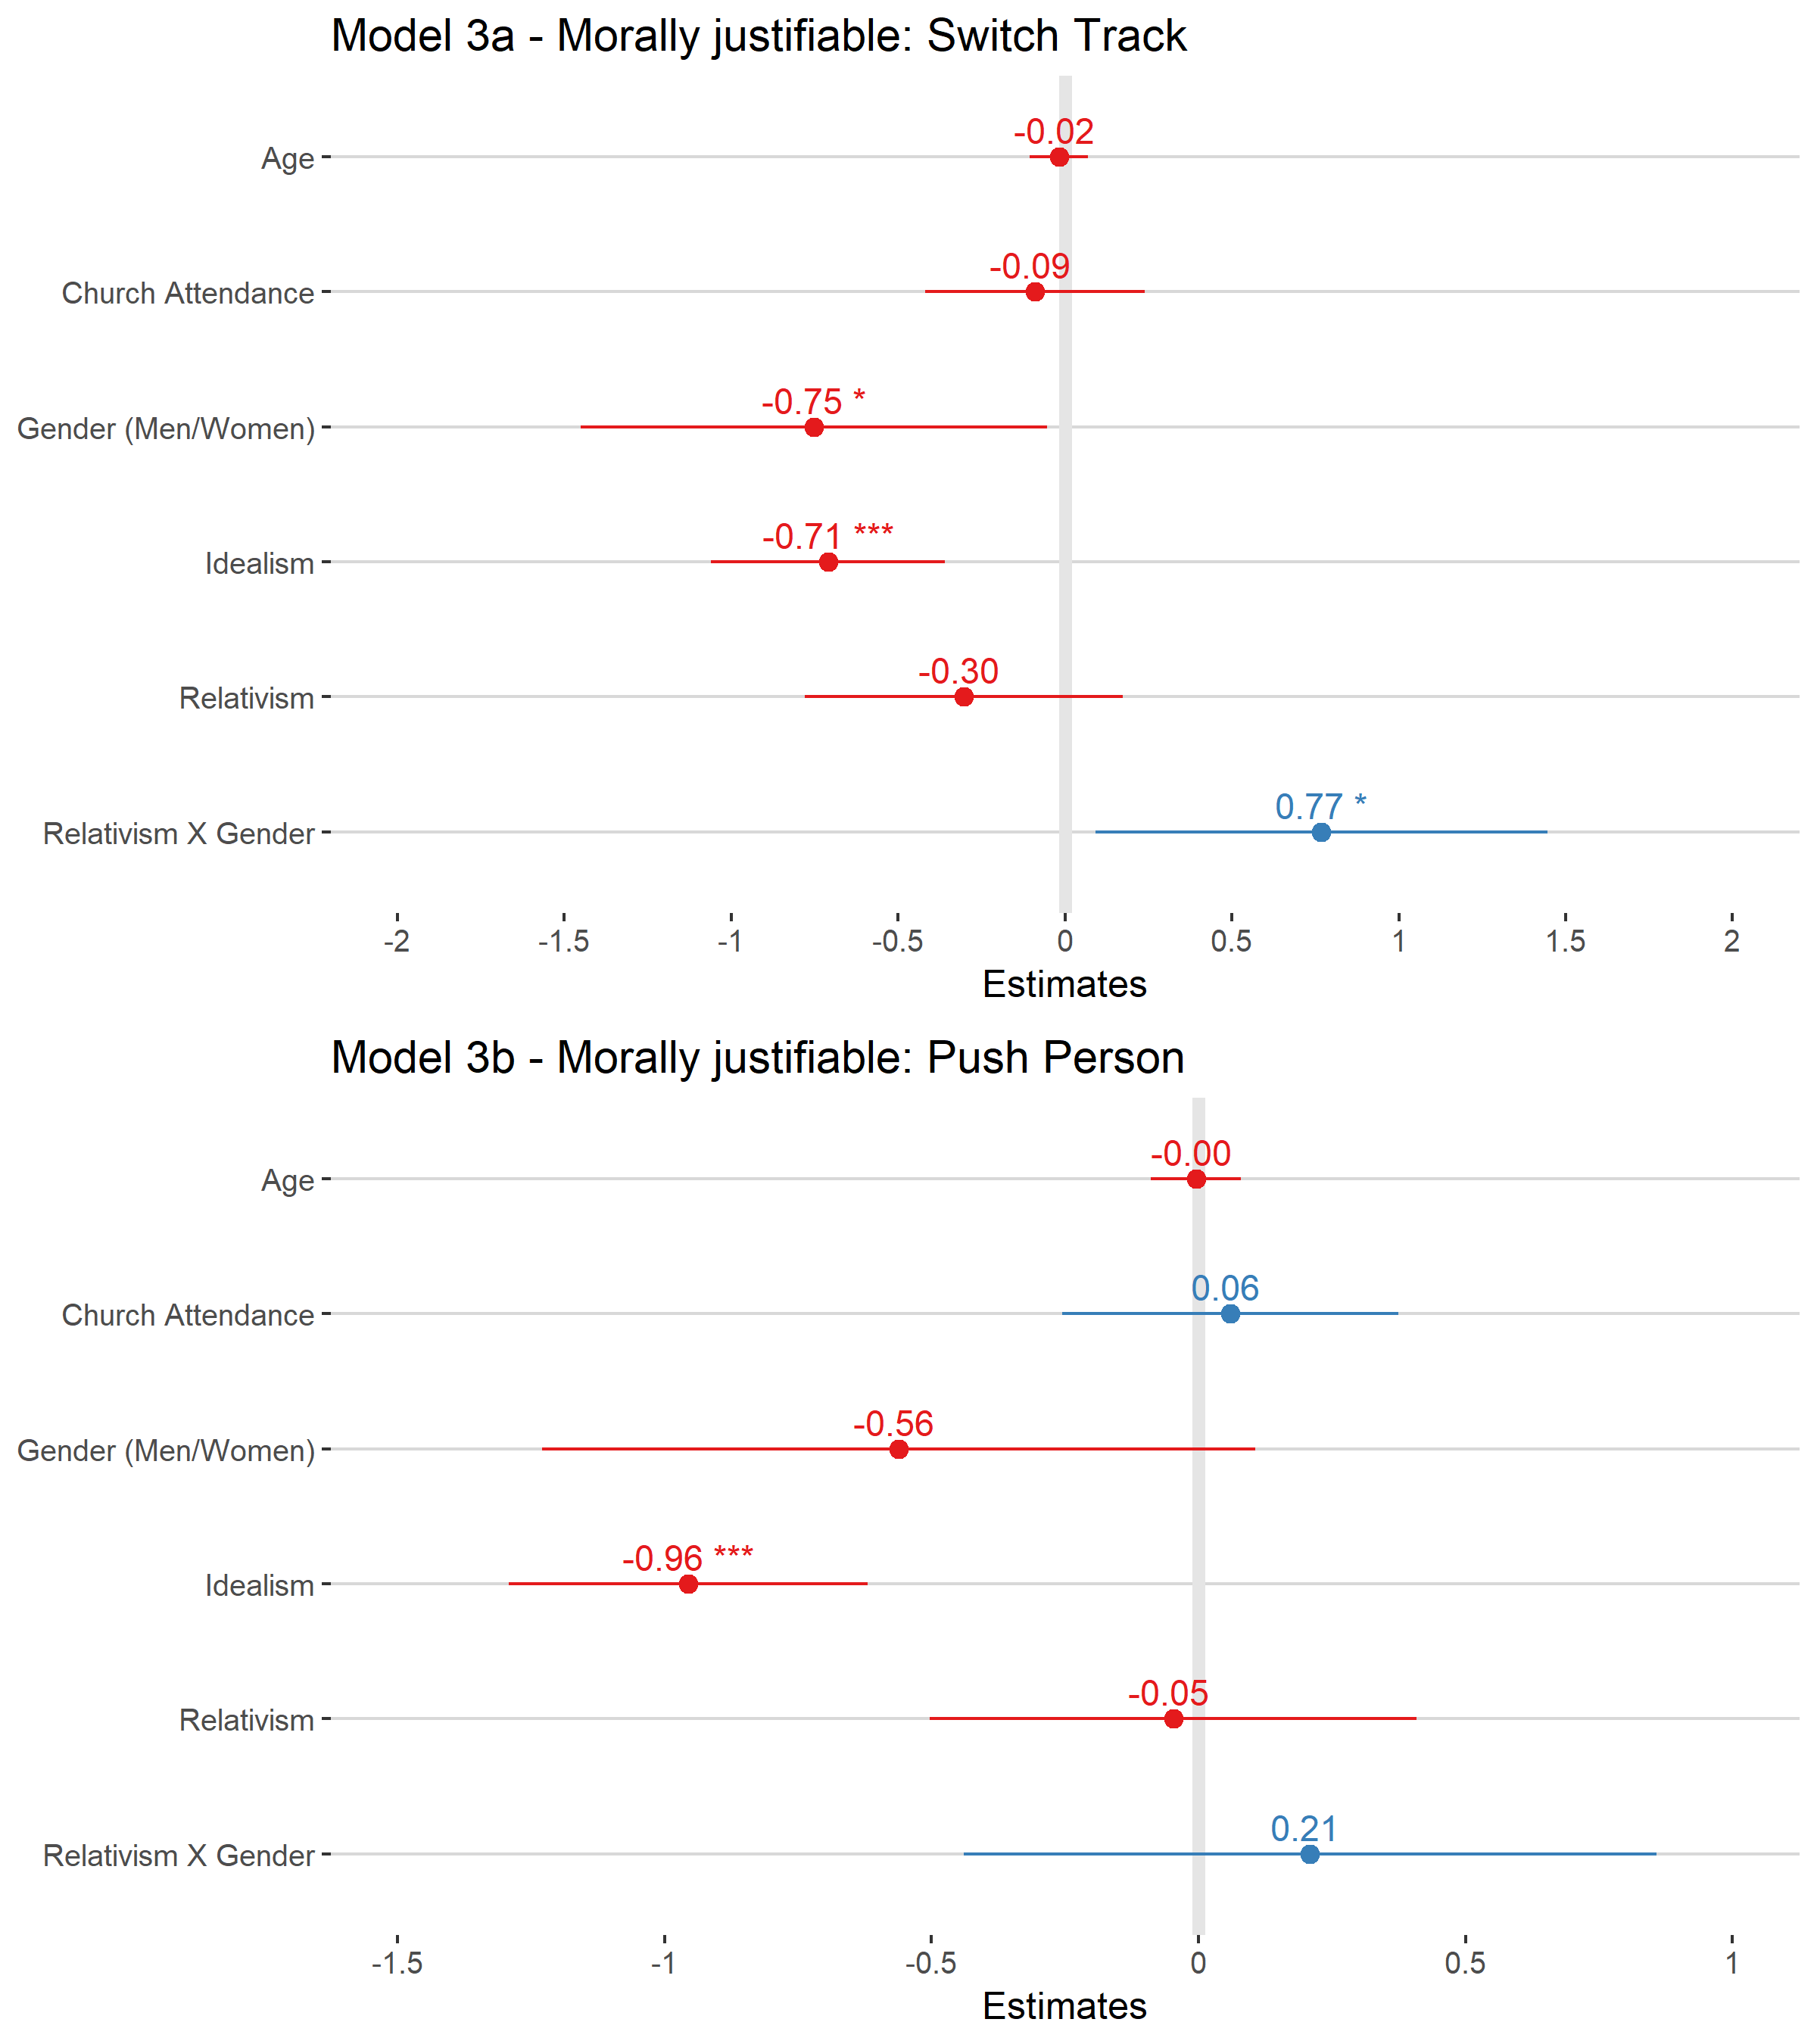 Model 3a - Morally justifiable: Switch Track
Age
-0.02
Church Attendance
-0.09
Gender (Men/Women)
-0.75 *
Idealism
-0.71 ***
Relativism
-0.30
Relativism X Gender
0.77 *
-2 -1.5 -1 -0.5 0 0.5 1 1.5 2
Estimates
Model 3b - Morally justifiable: Push Person
Age
-0.00
Church Attendance
0.06
Gender (Men/Women)
-0.56
Idealism
-0.96 ***
Relativism
-0.05
Relativism X Gender
0.21
-1.5 -1 -0.5 0 0.5 1
Estimates